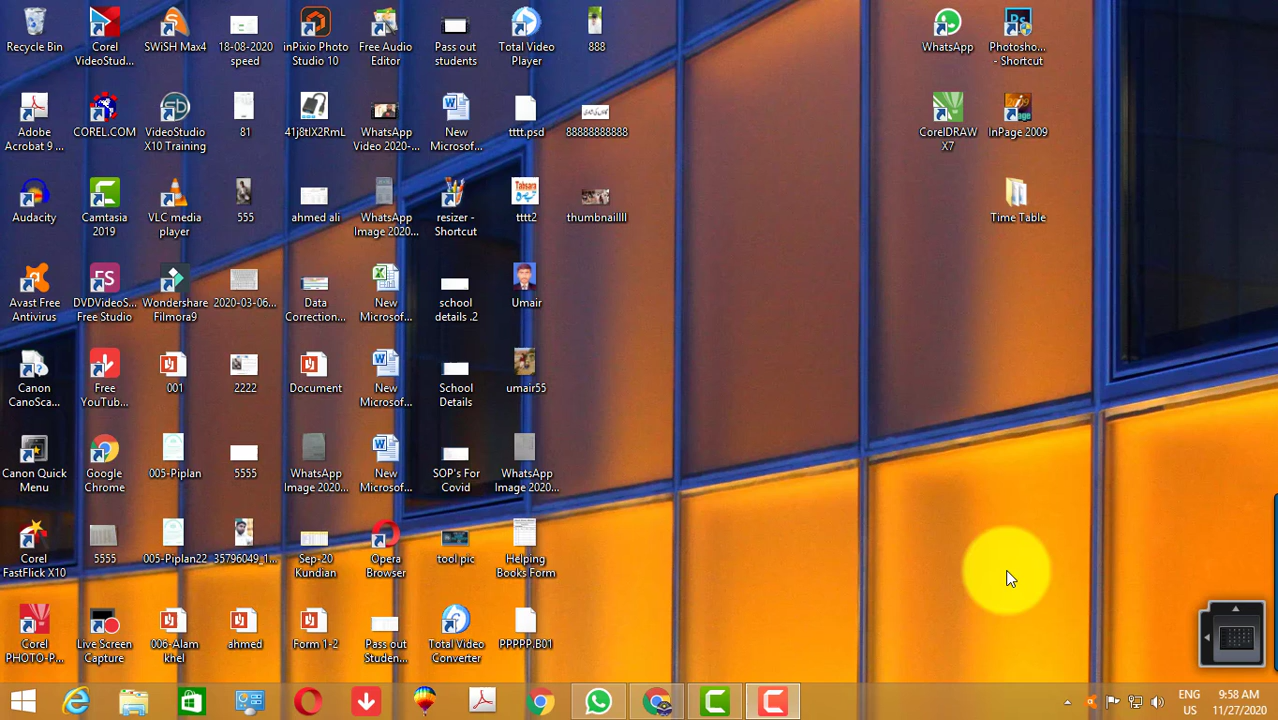 Recycle Bin
Corel
VideoStud...
SWiSH Max4
18-08-2020
speed
inPixio Photo
Studio 10
Free Audio
Editor
Pass out
students
Total Video
Player
888
WhatsApp
Photosho...
- Shortcut
Adobe
Acrobat 9 ...
COREL.COM
VideoStudio
X10 Training
81
41j8tIX2RmL
WhatsApp
Video 2020-...
New
Microsof...
tttt.psd
88888888888
CorelDRAW
X7
InPage 2009
Audacity
Camtasia
2019
VLC media
player
555
ahmed ali
WhatsApp
Image 2020...
resizer -
Shortcut
tttt2
thumbnaillll
Time Table
Avast Free
Antivirus
DVDVideoS...
Free Studio
Wondershare
Filmora9
2020-03-06...
Data
Correction...
New
Microsof...
school
details .2
Umair
Canon
CanoSca...
Free
YouTub...
001
2222
Document
New
Microsof...
School
Details
umair55
Canon Quick
Menu
Google
Chrome
005-Piplan
5555
WhatsApp
Image 2020...
New
Microsof...
SOP's For
Covid
WhatsApp
Image 2020...
Corel
FastFlick X10
5555
005-Piplan22
35796049_1...
Sep-20
Kundian
Opera
Browser
tool pic
Helping
Books Form
Corel
PHOTO-P...
Live Screen
Capture
006-Alam
khel
ahmed
Form 1-2
Pass out
Studen...
Total Video
Converter
PPPPP.B01
ENG
US
9:58 AM
11/27/2020